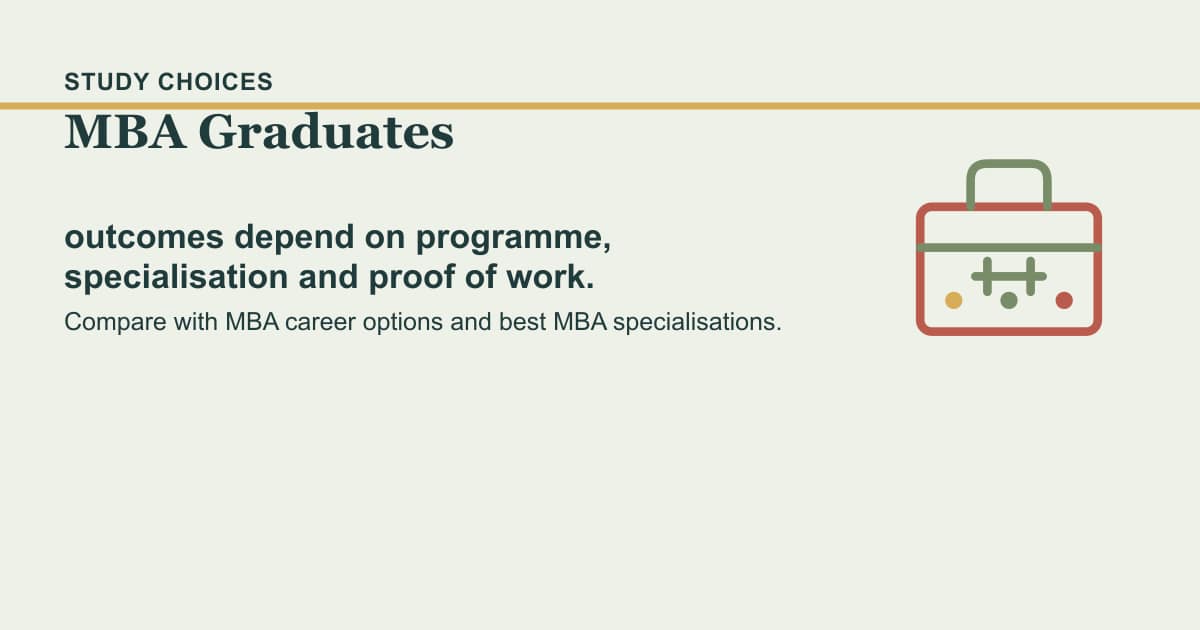 STUDY CHOICES
MBA Graduates
outcomes depend on programme,
specialisation and proof of work.
Compare with MBA career options and best MBA specialisations.